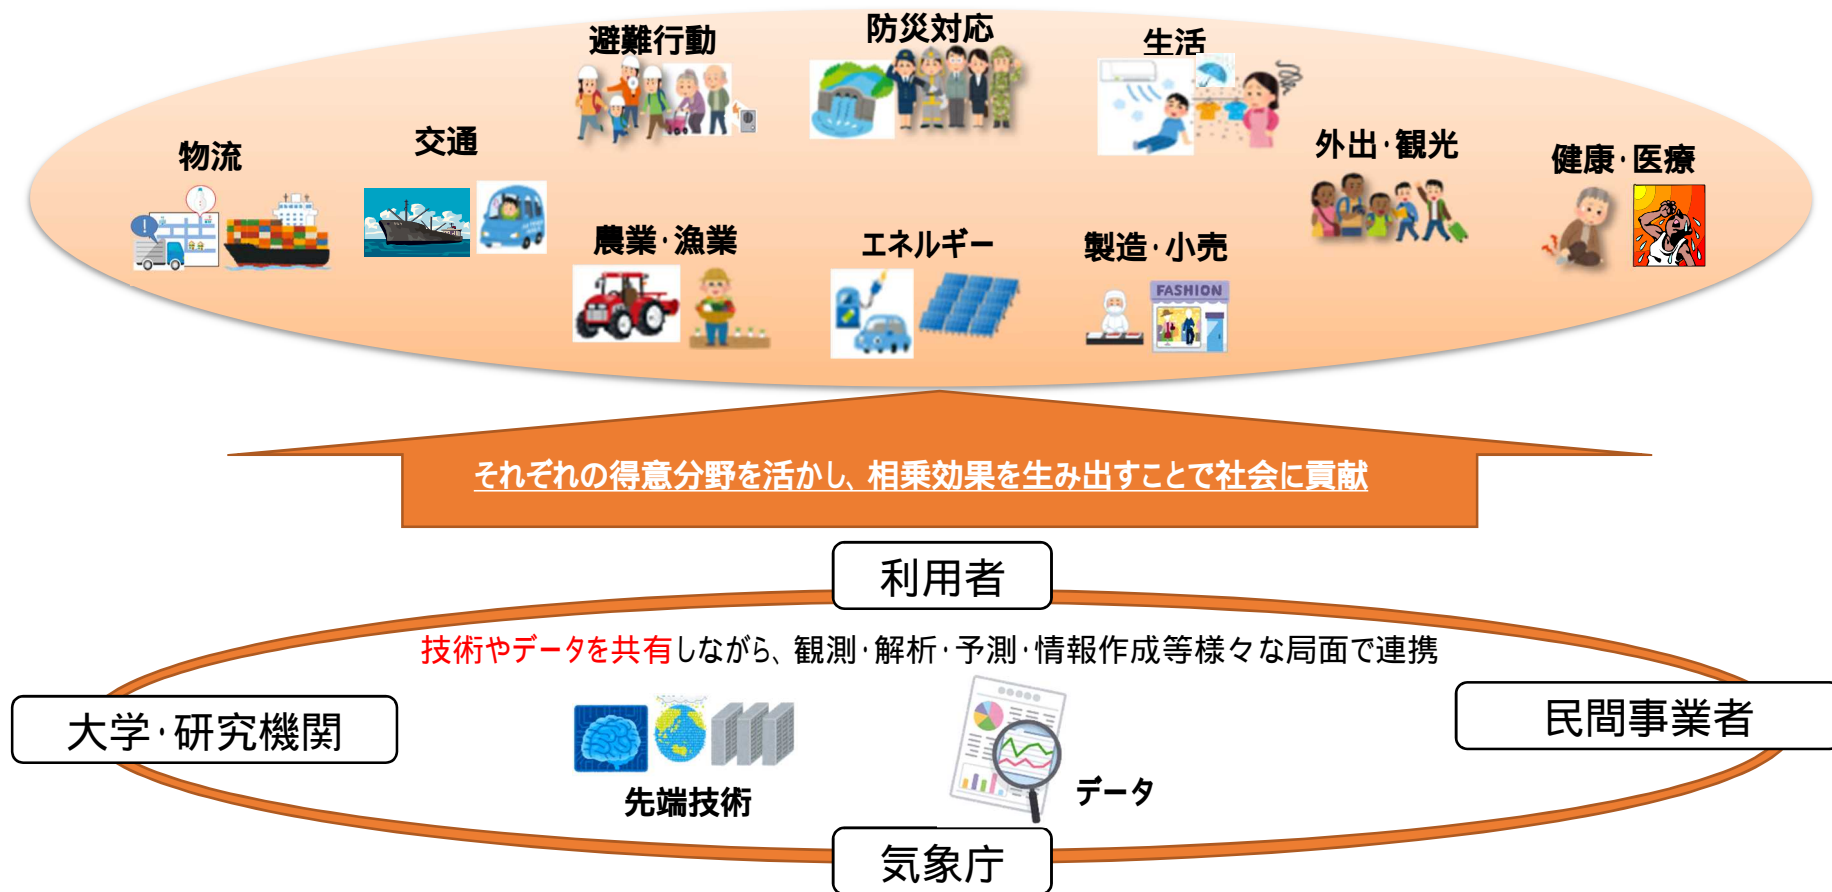 避難行動
防災対応
生活
物流
交通
外出・観光
健康・医療
農業・漁業
エネルギー
製造・小売
FASHION
それぞれの得意分野を活かし、相乗効果を生み出すことで社会に貢献
利用者
技術やデータを共有しながら、観測・解析・予測・情報作成等様々な局面で連携
大学・研究機関
民間事業者
先端技術
データ
気象庁